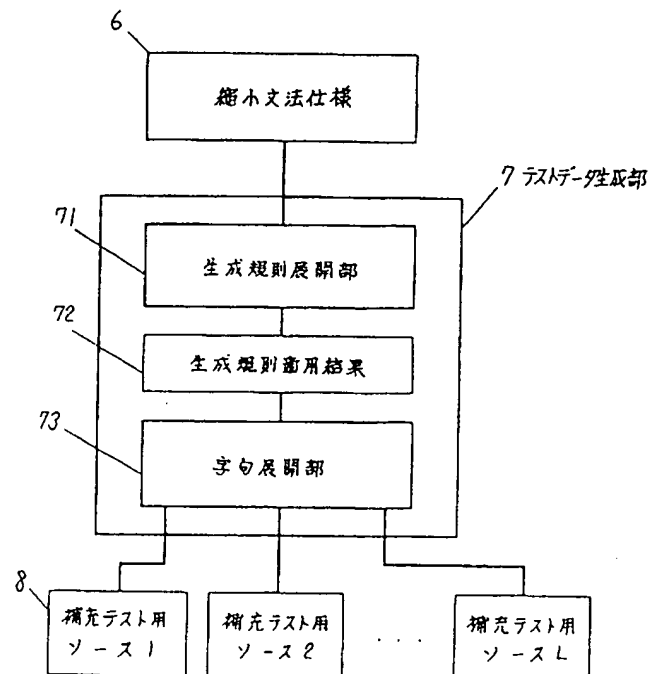 6
縮小文法仕様
7 テストデータ生成部
71
生成規則展開部
72
生成規則適用結果
73
字句展開部
8
補充テスト用
ソース1
補充テスト用
ソース2
・・・
補充テスト用
ソースL